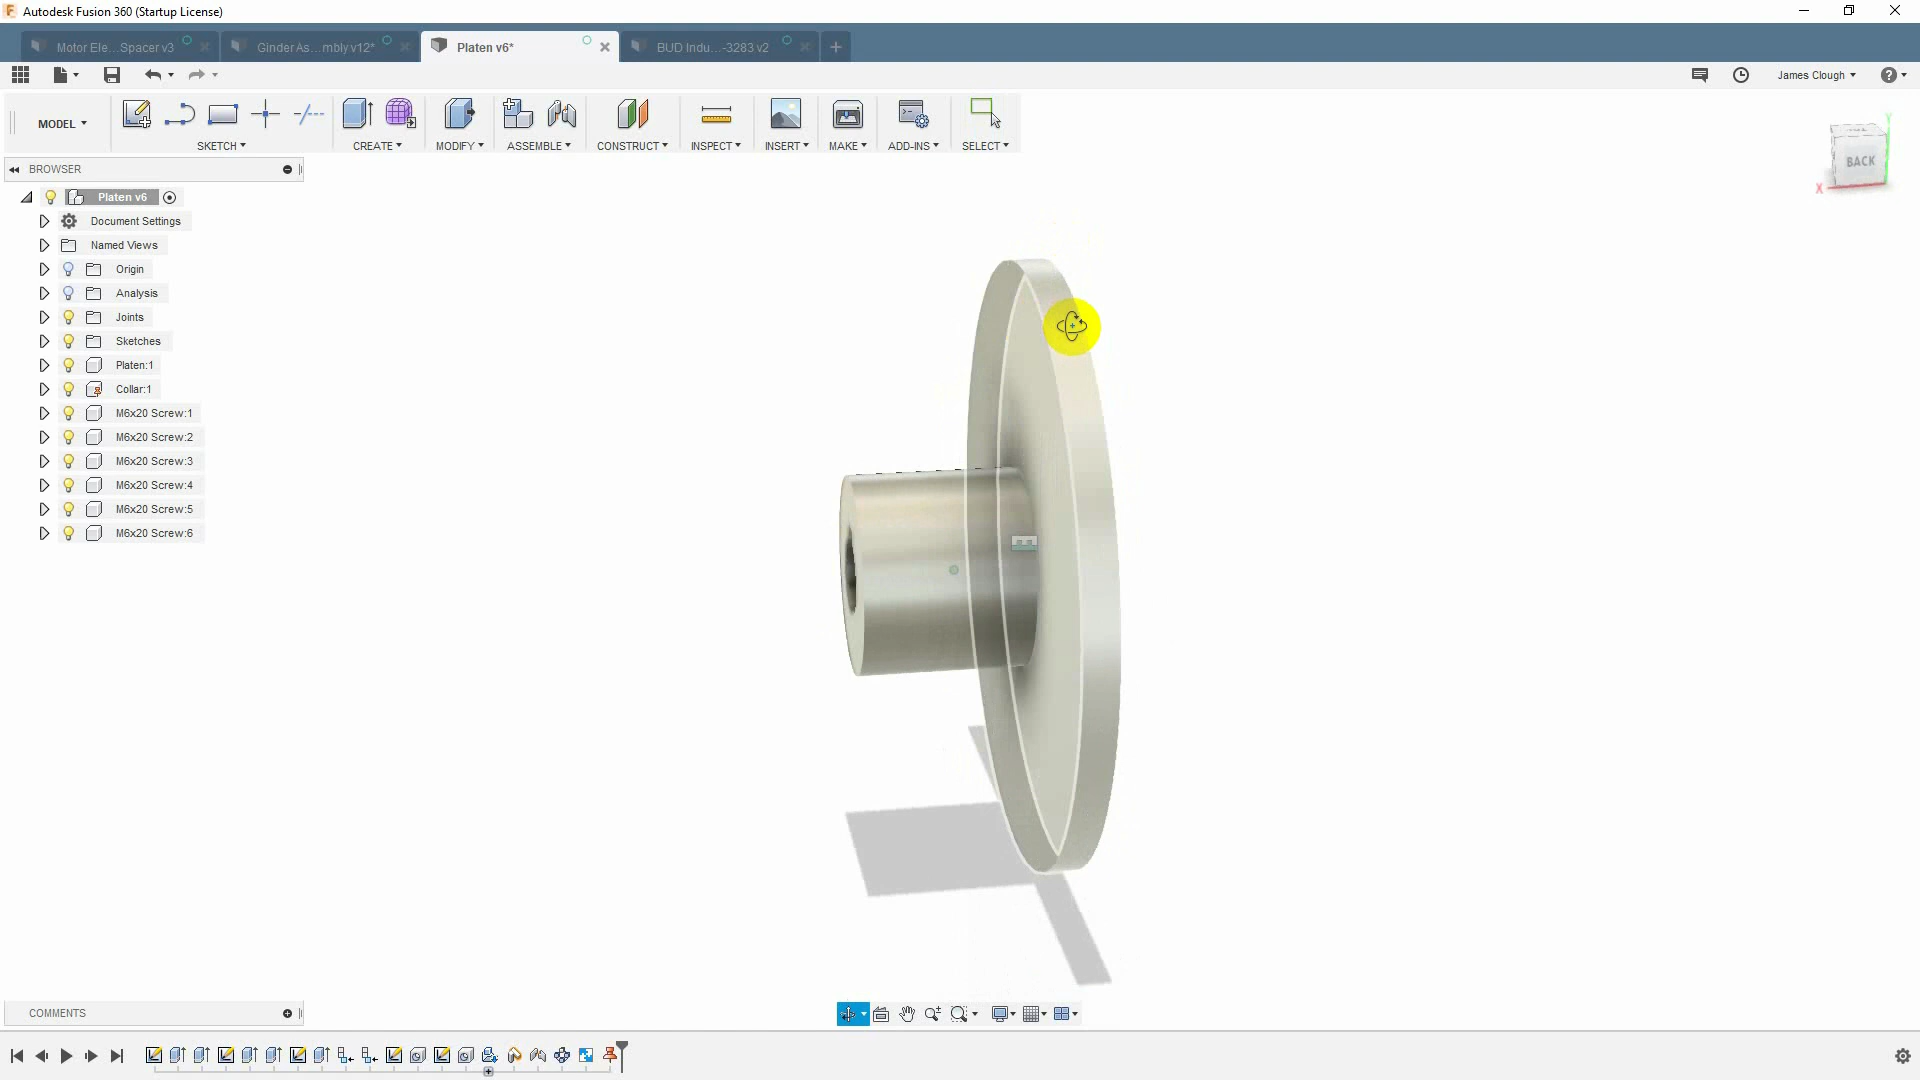 Autodesk Fusion 360 (Startup License)
Motor Ele...Spacer v3
Ginder As...mbly v12*
Platen v6*
BUD Indu...-3283 v2
James Clough
MODEL
SKETCH
CREATE
MODIFY
ASSEMBLE
CONSTRUCT
INSPECT
INSERT
MAKE
ADD-INS
SELECT
Y
BACK
X
BROWSER
Platen v6
Document Settings
Named Views
Origin
Analysis
Joints
Sketches
Platen:1
Collar:1
M6x20 Screw:1
M6x20 Screw:2
M6x20 Screw:3
M6x20 Screw:4
M6x20 Screw:5
M6x20 Screw:6
COMMENTS